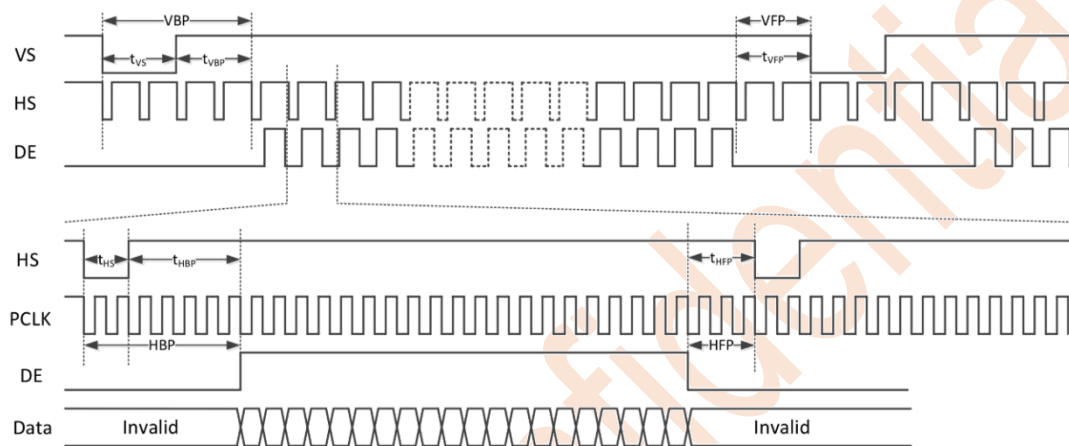 VBP
VFP
VS
tVS
tVBP
tVFP
HS
DE
HS
tHS
tHBP
tHFP
PCLK
HBP
HFP
DE
Data
Invalid
Invalid
nfidential